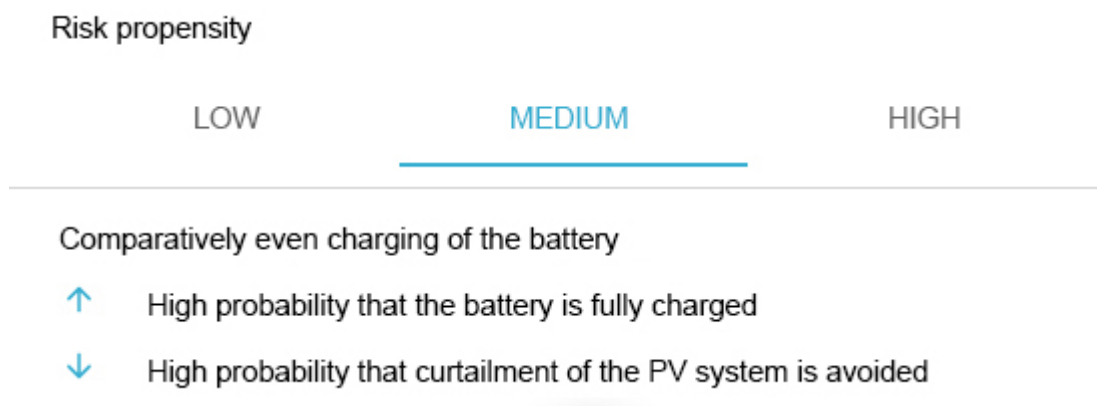 Risk propensity
LOW MEDIUM HIGH
Comparatively even charging of the battery
↑ High probability that the battery is fully charged
↓ High probability that curtailment of the PV system is avoided